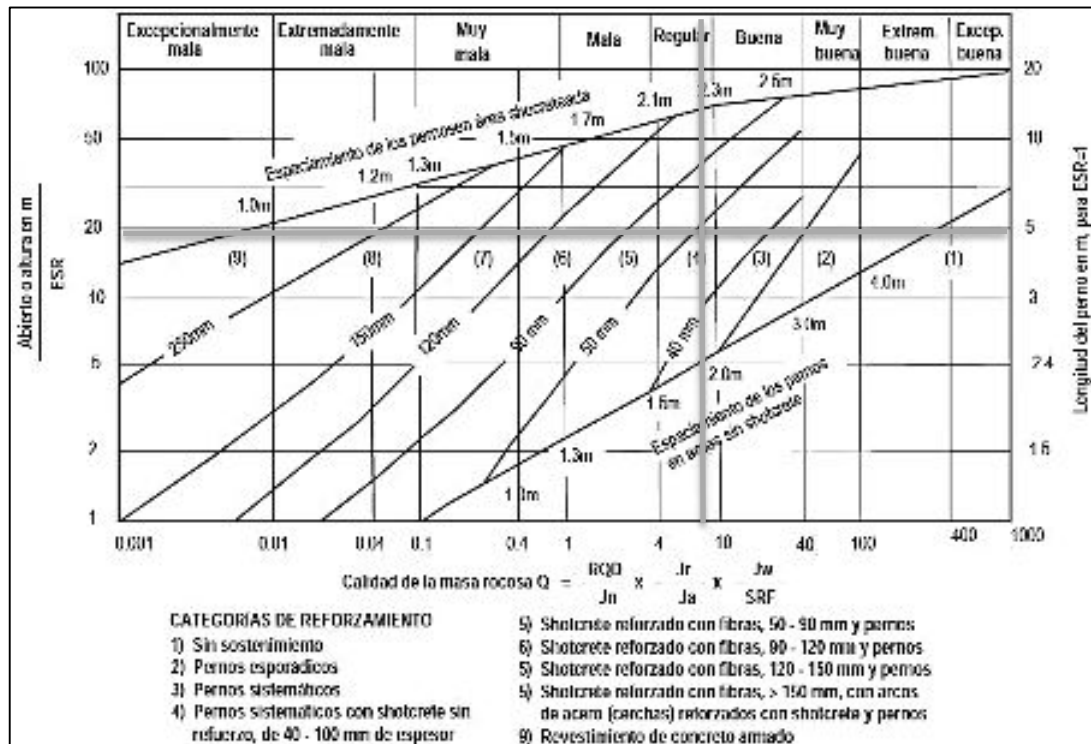 Excepcionalmente mala
Extremadamente mala
Muy mala
Mala
Regular
Buena
Muy buena
Extrem. buena
Excep. buena
100
50
20
10
5
2
1
20
10
5
3
2.4
1.5
Abierto o altura en m
ESR
Longitud del perno en m, para ESR=1
Espaciamiento de los pernosen área shocreteada
1.0m
1.2m
1.3m
1.5m
1.7m
2.1m
2.3m
2.6m
(9)
(8)
(7)
(6)
(5)
(4)
(3)
(2)
(1)
250mm
150mm
120mm
90 mm
50 mm
40 mm
4.0m
3.0m
2.0m
1.6m
1.3m
1.0m
Espaciamiento de los pernos
en areas sin shotcrete
0.001
0.01
0.04
0.1
0.4
1
4
10
40
100
400
1000
Calidad de la masa rocosa Q = RQD/Jn x Jr/Ja x Jw/SRF
CATEGORÍAS DE REFORZAMIENTO
1) Sin sostenimiento
2) Pernos esporádicos
3) Pernos sistemáticos
4) Pernos sistemáticos con shotcrete sin
refuerzo, de 40 - 100 mm de espesor
5) Shotcrete reforzado con fibras, 50 - 90 mm y pernos
6) Shotcrete reforzado con fibras, 90 - 120 mm y pernos
5) Shotcrete reforzado con fibras, 120 - 150 mm y pernos
5) Shotcrete reforzado con fibras, > 150 mm, con arcos
de acero (cerchas) reforzados con shotcrete y pernos
9) Revestimiento de concreto armado